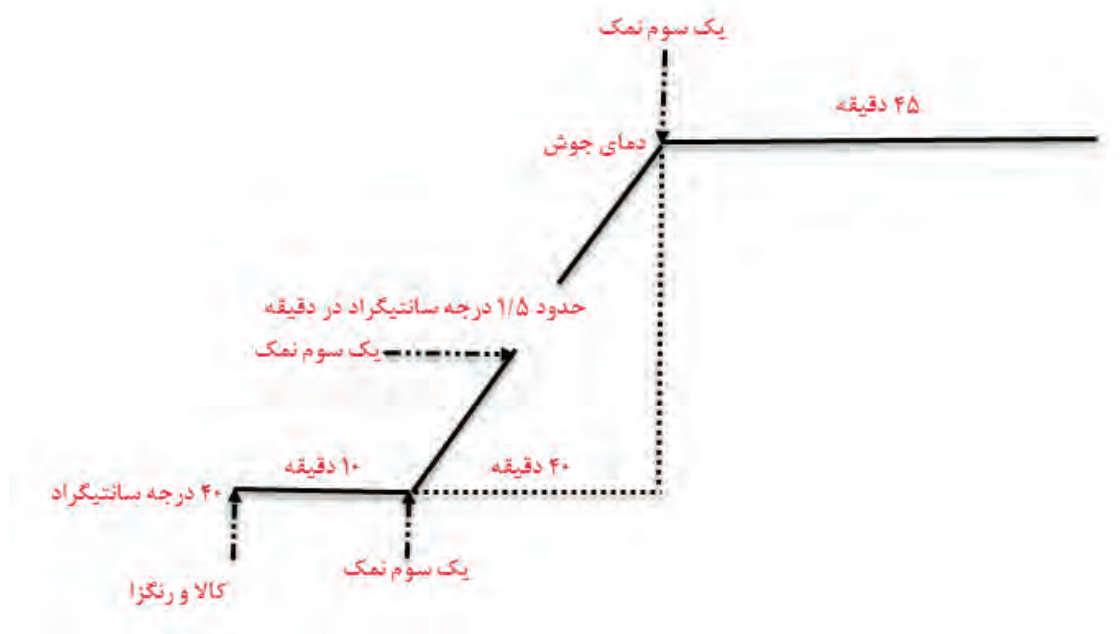 یک سوم نمک
۴۵ دقیقه
دمای جوش
حدود ۱/۵ درجه سانتیگراد در دقیقه
یک سوم نمک
۱۰ دقیقه
۴۰ دقیقه
۴۰ درجه سانتیگراد
یک سوم نمک
کالا و رنگزا